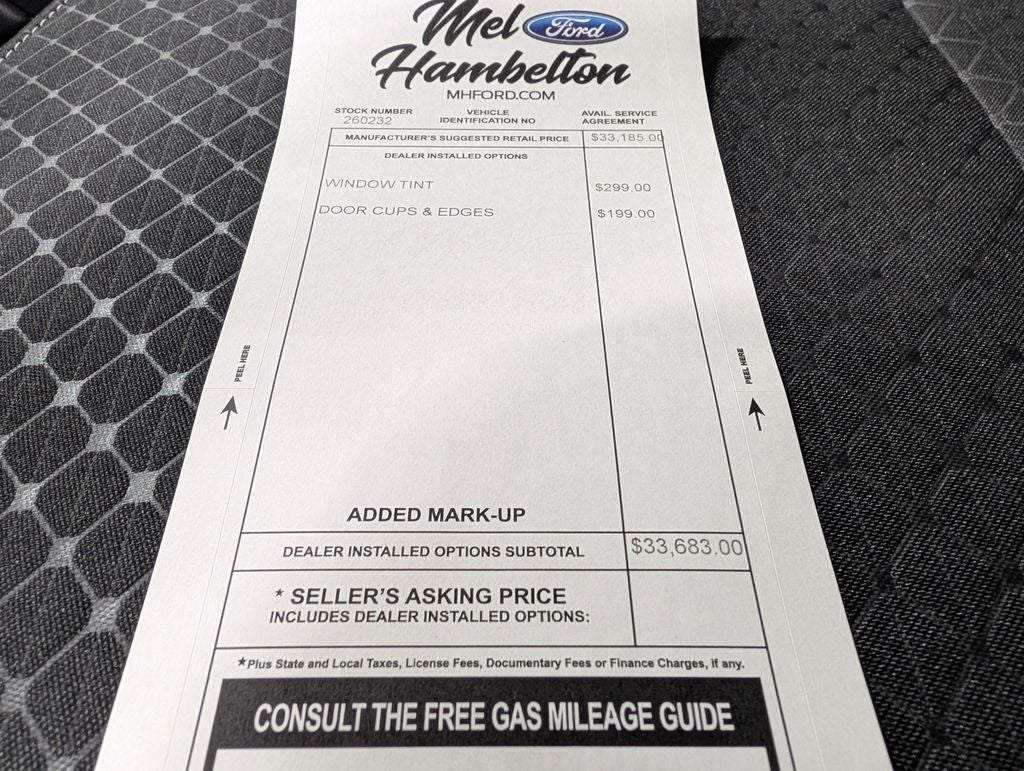 Mel Ford
Hambelton
MHFORD.COM
STOCK NUMBER
260232
VEHICLE
IDENTIFICATION NO
AVAIL. SERVICE
AGREEMENT
MANUFACTURER'S SUGGESTED RETAIL PRICE $33,185.00
DEALER INSTALLED OPTIONS
WINDOW TINT $299.00
DOOR CUPS & EDGES $199.00
PEEL HERE
PEEL HERE
ADDED MARK-UP
DEALER INSTALLED OPTIONS SUBTOTAL $33,683.00
* SELLER'S ASKING PRICE
INCLUDES DEALER INSTALLED OPTIONS:
*Plus State and Local Taxes, License Fees, Documentary Fees or Finance Charges, if any.
CONSULT THE FREE GAS MILEAGE GUIDE